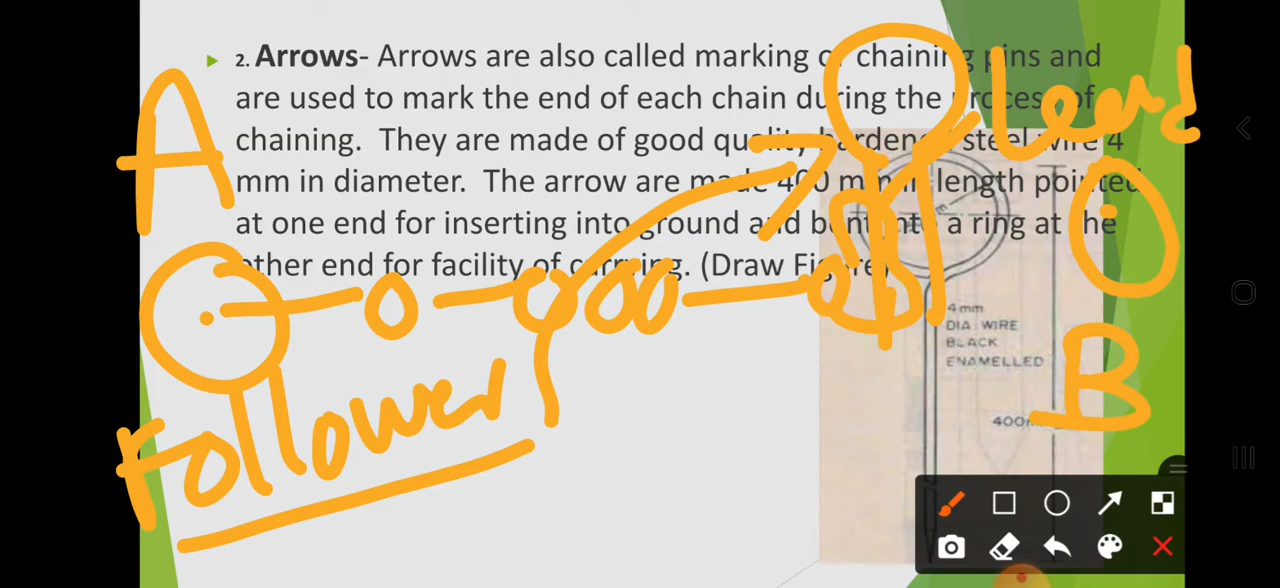 2. Arrows- Arrows are also called marking or chaining pins and
are used to mark the end of each chain during the process of
chaining. They are made of good quality hardened steel wire 4
mm in diameter. The arrow are made 400 mm in length pointed
at one end for inserting into ground and bent into a ring at the
other end for facility of carrying. (Draw Figure)
A
lead
Follower
B
4mm
DIA WIRE
BLACK
ENAMELLED